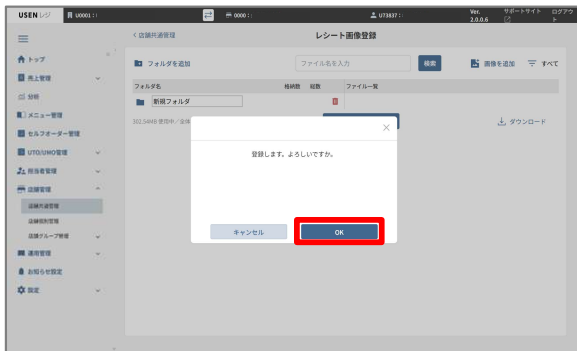 USEN レジ U0001 : ⇄ 0000 : U73837 : Ver. 2.0.0.6 サポートサイト ログアウト
< 店舗共通管理 レシート画像登録
トップ
売上管理
分析
メニュー管理
セルフオーダー管理
UTO/UMO管理
担当者管理
店舗管理
店舗共通管理
店舗個別管理
店舗グループ管理
運用管理
お知らせ設定
設定
フォルダを追加 ファイル名を入力 検索 画像を追加 すべて
フォルダ名 格納数 総数 ファイル一覧
新規フォルダ
302.54MB 使用中／全体
ダウンロード
登録します。よろしいですか。
キャンセル OK